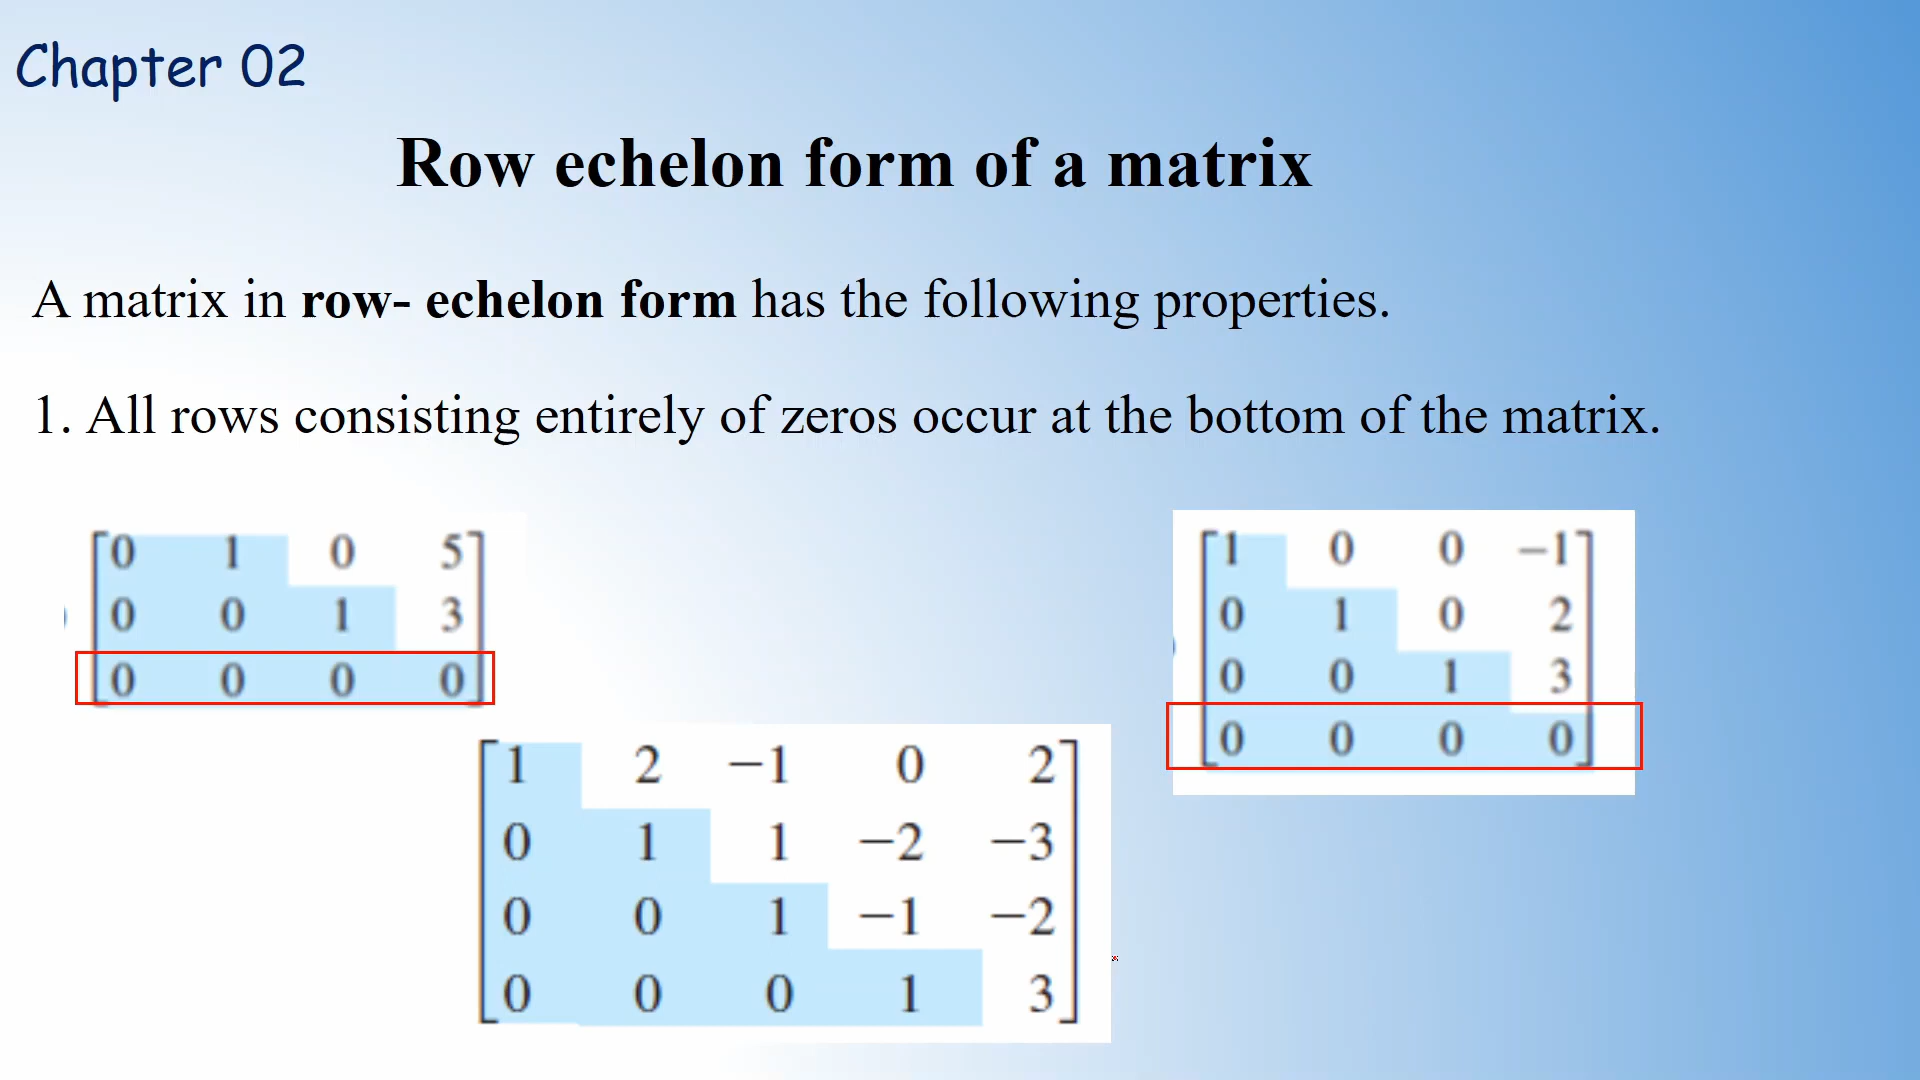 Chapter 02
Row echelon form of a matrix
A matrix in row- echelon form has the following properties.
1. All rows consisting entirely of zeros occur at the bottom of the matrix.
0 1 0 5
0 0 1 3
0 0 0 0
1 0 0 −1
0 1 0 2
0 0 1 3
0 0 0 0
1 2 −1 0 2
0 1 1 −2 −3
0 0 1 −1 −2
0 0 0 1 3